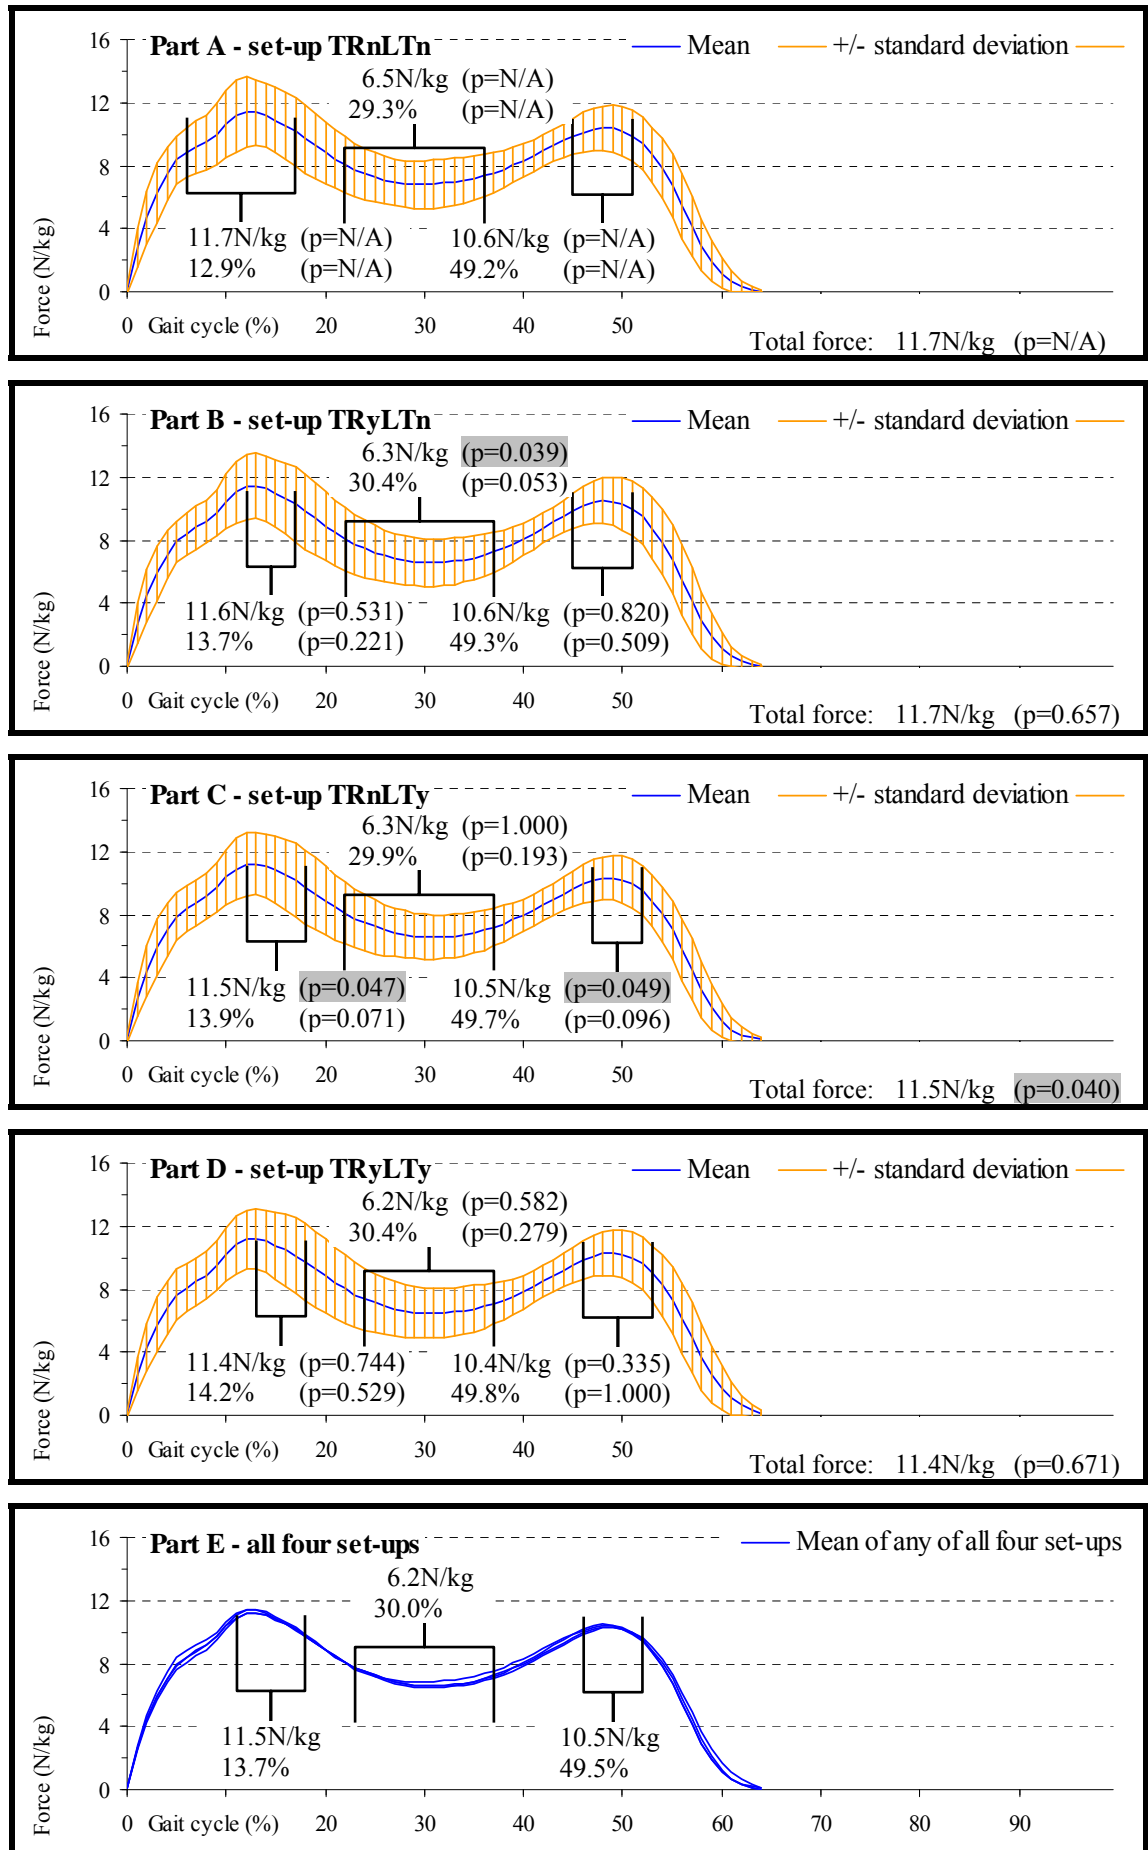 16
Part A - set-up TRnLTn
Mean
+/- standard deviation
6.5N/kg (p=N/A)
29.3% (p=N/A)
12
8
4
0
Force (N/kg)
11.7N/kg (p=N/A)
12.9% (p=N/A)
10.6N/kg (p=N/A)
49.2% (p=N/A)
0 Gait cycle (%) 20 30 40 50
Total force: 11.7N/kg (p=N/A)
16
Part B - set-up TRyLTn
Mean
+/- standard deviation
6.3N/kg (p=0.039)
30.4% (p=0.053)
12
8
4
0
Force (N/kg)
11.6N/kg (p=0.531)
13.7% (p=0.221)
10.6N/kg (p=0.820)
49.3% (p=0.509)
0 Gait cycle (%) 20 30 40 50
Total force: 11.7N/kg (p=0.657)
16
Part C - set-up TRnLTy
Mean
+/- standard deviation
6.3N/kg (p=1.000)
29.9% (p=0.193)
12
8
4
0
Force (N/kg)
11.5N/kg (p=0.047)
13.9% (p=0.071)
10.5N/kg (p=0.049)
49.7% (p=0.096)
0 Gait cycle (%) 20 30 40 50
Total force: 11.5N/kg (p=0.040)
16
Part D - set-up TRyLTy
Mean
+/- standard deviation
6.2N/kg (p=0.582)
30.4% (p=0.279)
12
8
4
0
Force (N/kg)
11.4N/kg (p=0.744)
14.2% (p=0.529)
10.4N/kg (p=0.335)
49.8% (p=1.000)
0 Gait cycle (%) 20 30 40 50
Total force: 11.4N/kg (p=0.671)
16
Part E - all four set-ups
Mean of any of all four set-ups
6.2N/kg
30.0%
12
8
4
0
Force (N/kg)
11.5N/kg
13.7%
10.5N/kg
49.5%
0 Gait cycle (%) 20 30 40 50 60 70 80 90